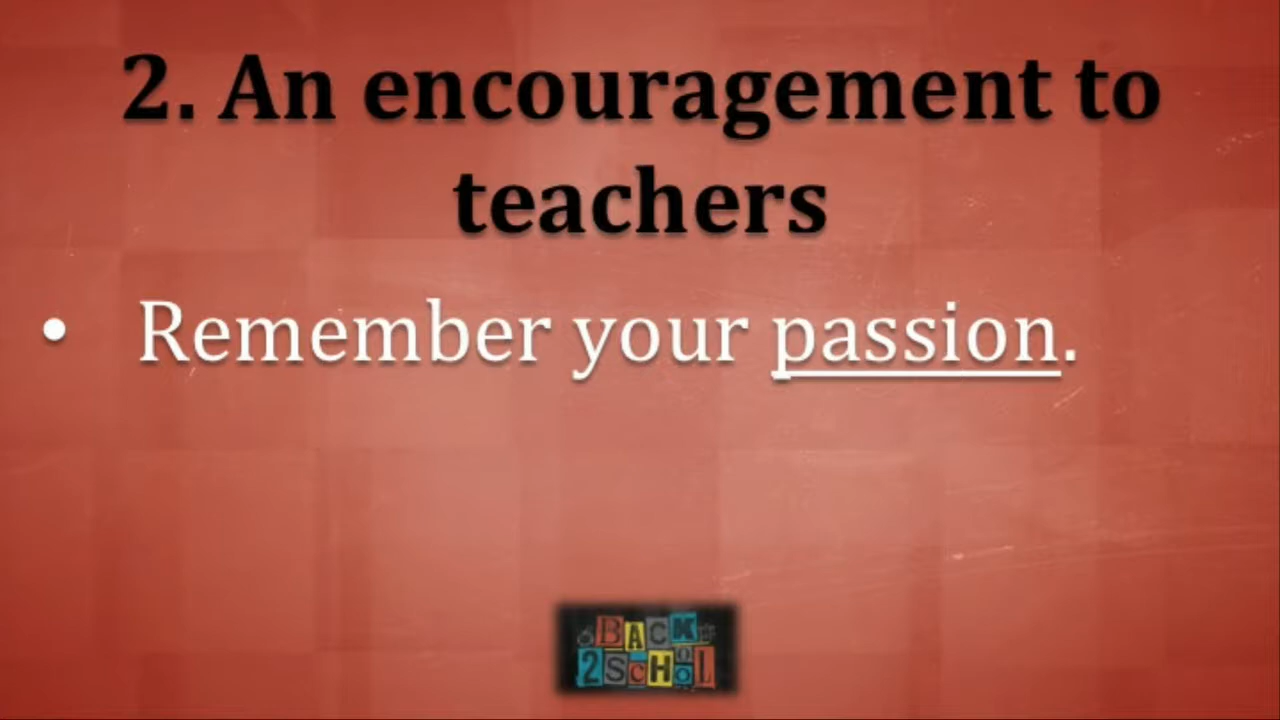 2. An encouragement to
teachers
• Remember your passion.
BACK
2SCHOOL